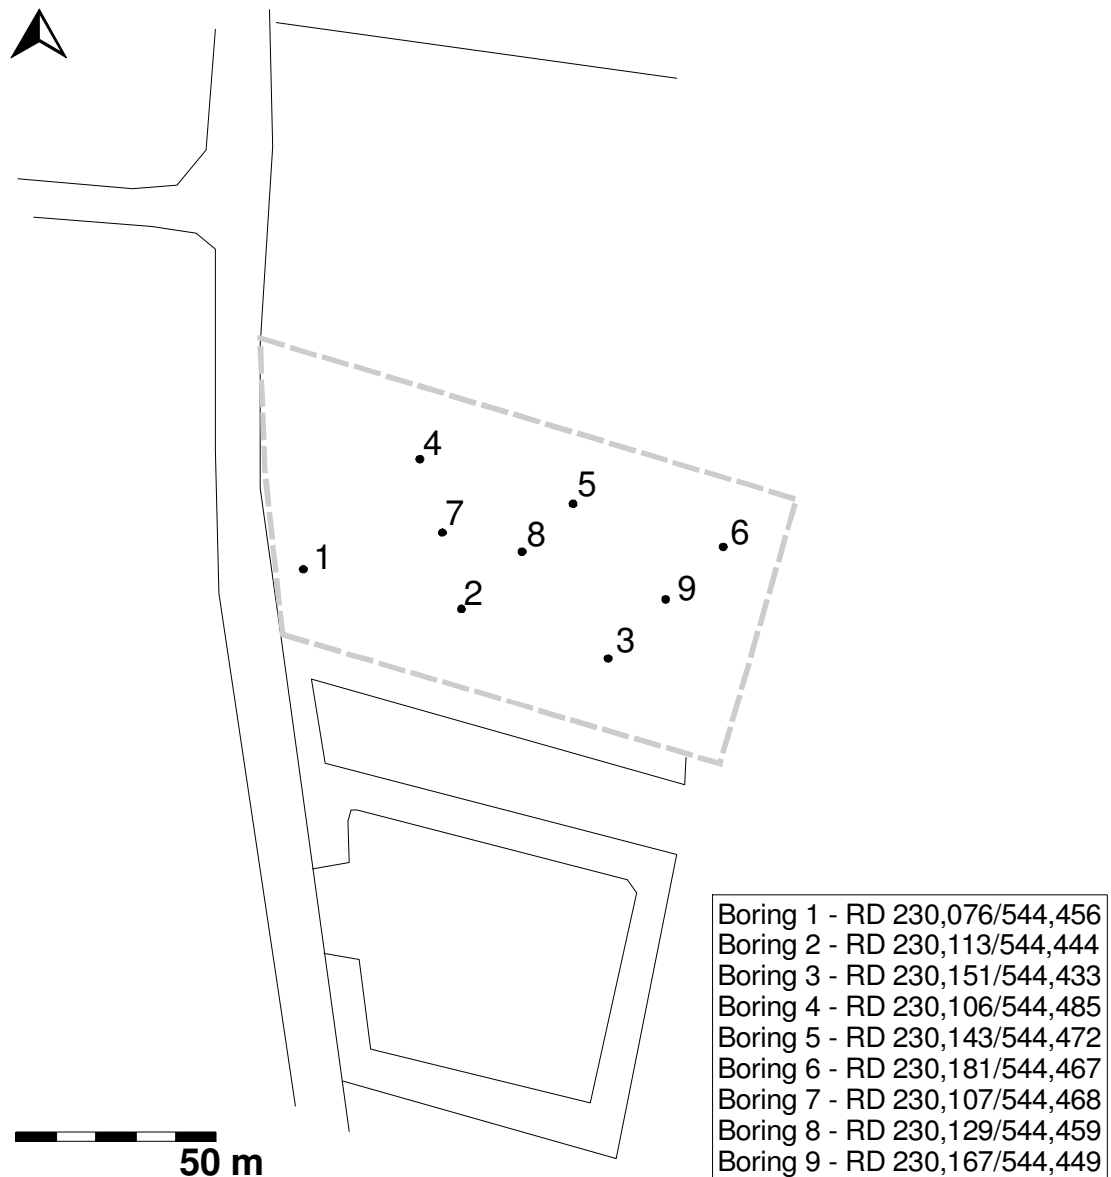 4
5
7
6
8
1
9
2
3
Boring 1 - RD 230,076/544,456
Boring 2 - RD 230,113/544,444
Boring 3 - RD 230,151/544,433
Boring 4 - RD 230,106/544,485
Boring 5 - RD 230,143/544,472
Boring 6 - RD 230,181/544,467
Boring 7 - RD 230,107/544,468
Boring 8 - RD 230,129/544,459
Boring 9 - RD 230,167/544,449
50 m